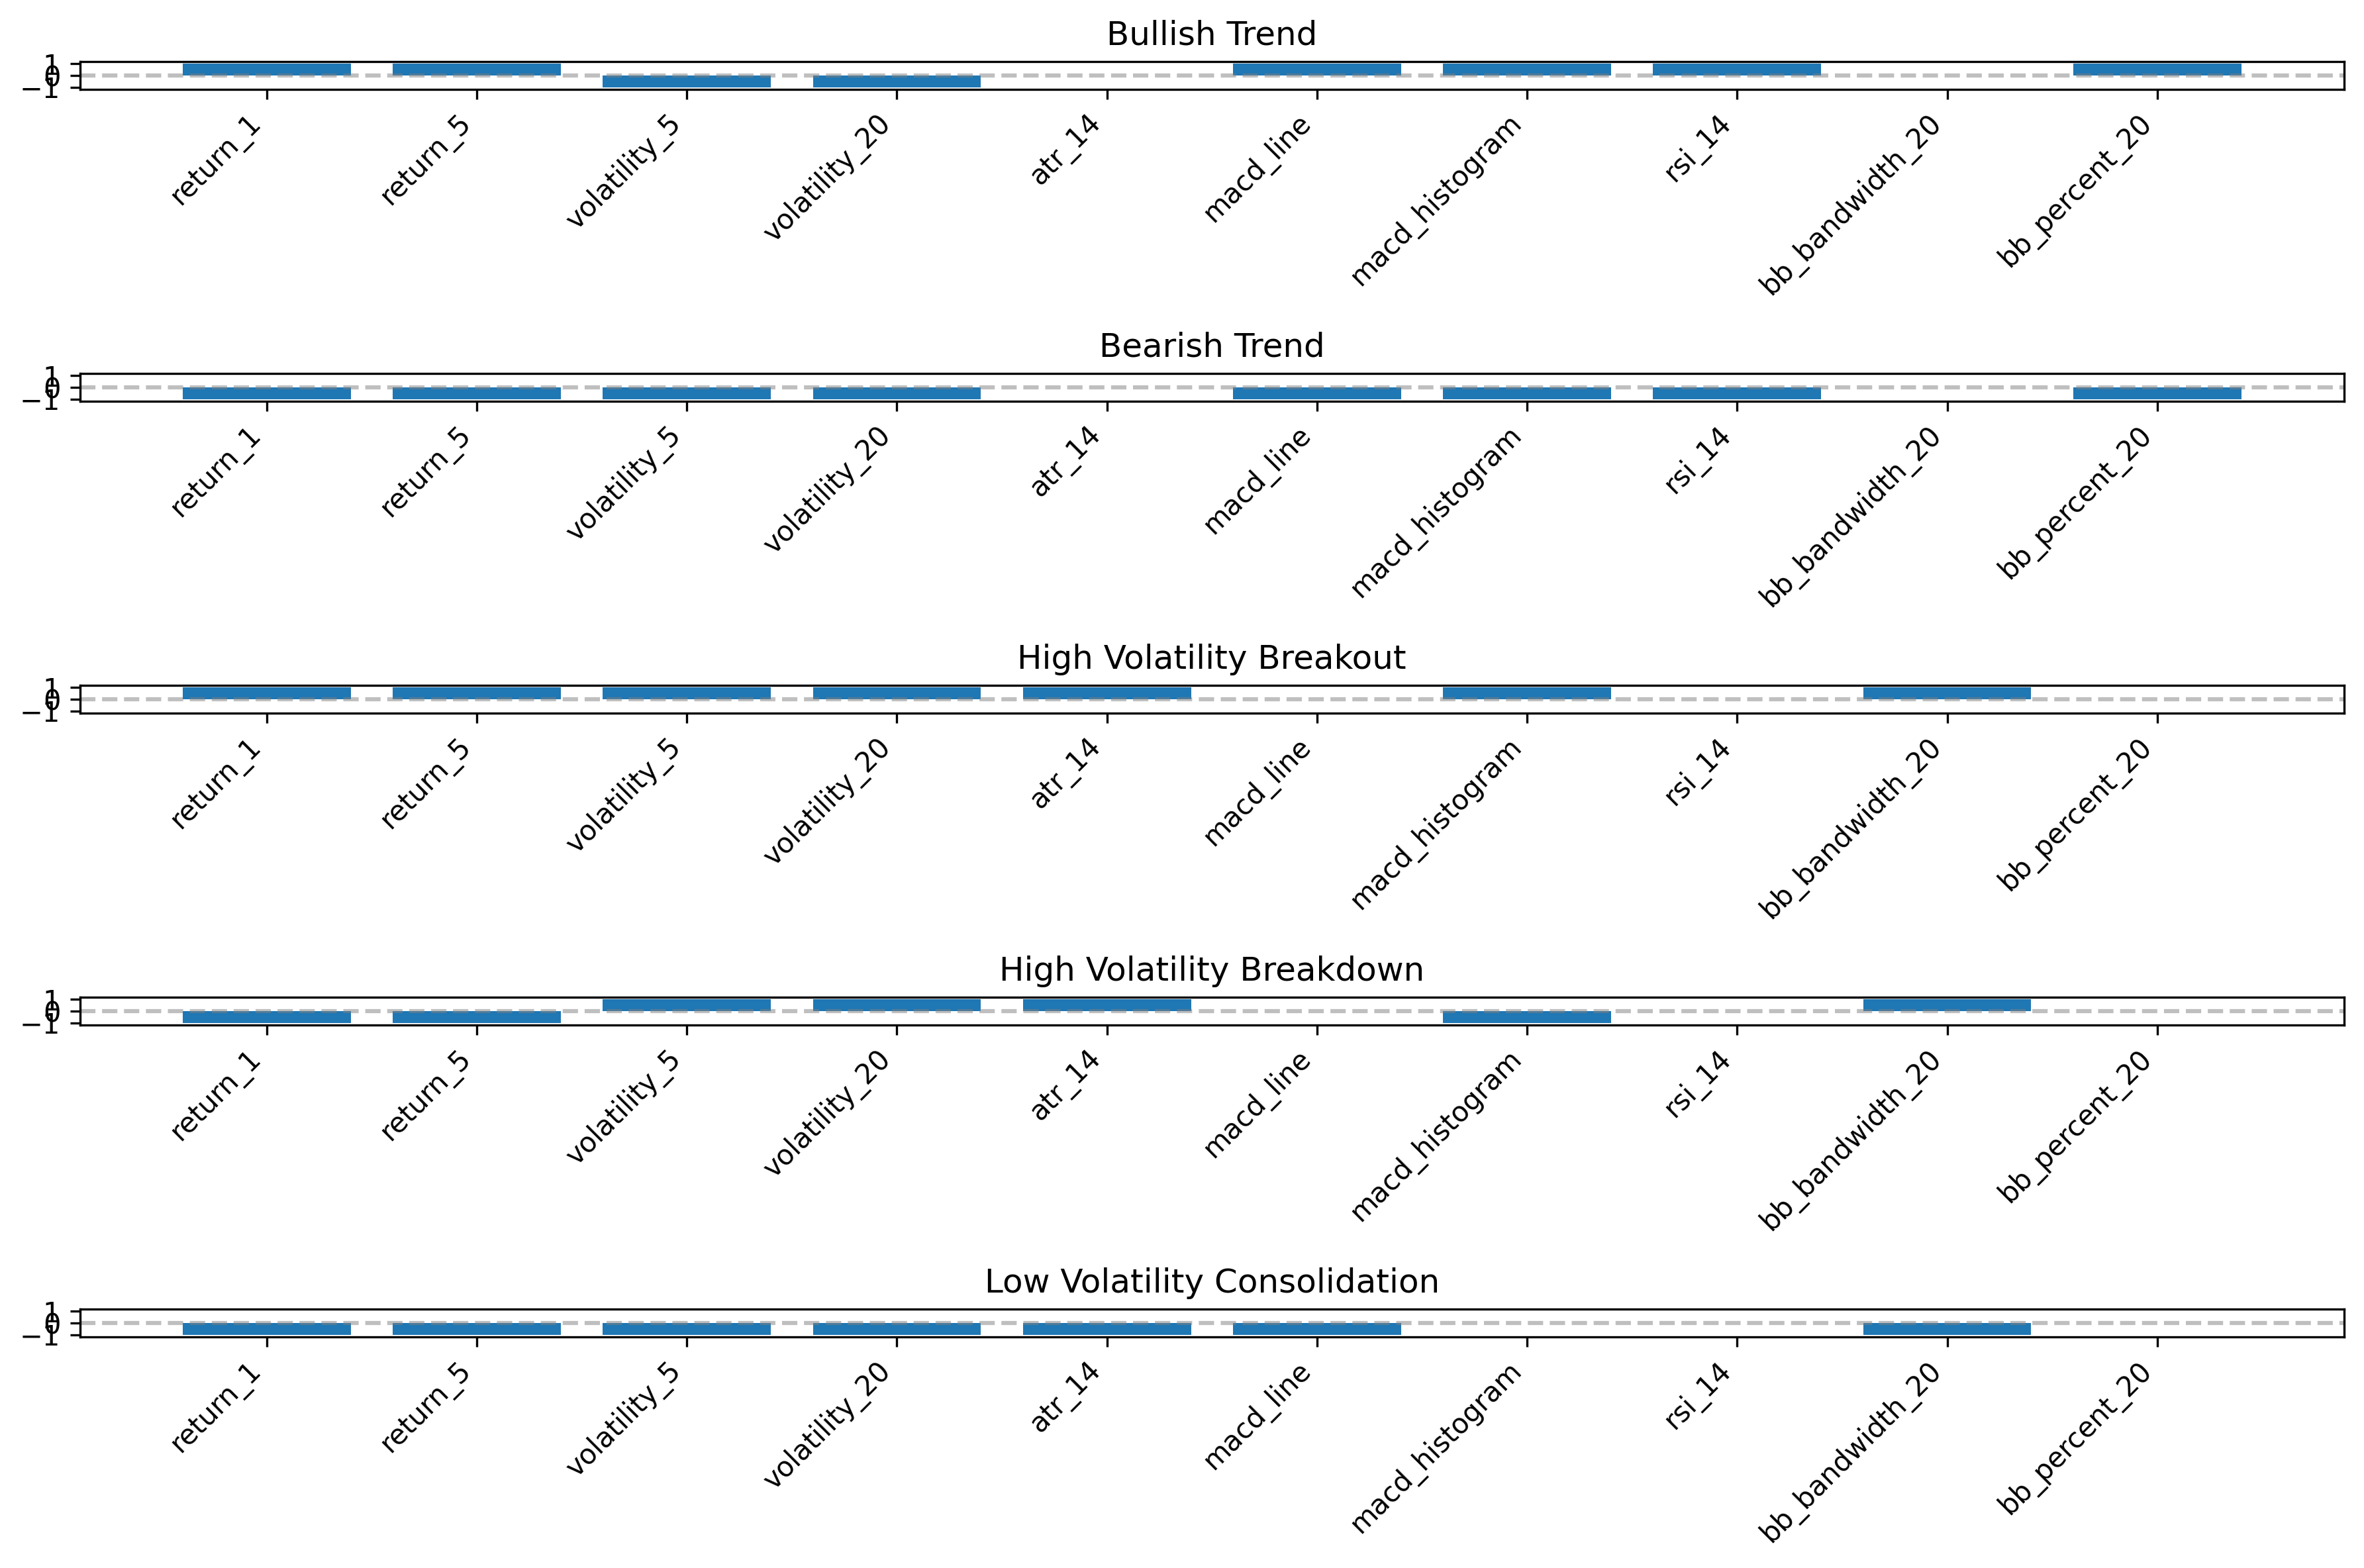 Bullish Trend
1
0
−1
return_1
return_5
volatility_5
volatility_20
atr_14
macd_line
macd_histogram
rsi_14
bb_bandwidth_20
bb_percent_20
Bearish Trend
1
0
−1
return_1
return_5
volatility_5
volatility_20
atr_14
macd_line
macd_histogram
rsi_14
bb_bandwidth_20
bb_percent_20
High Volatility Breakout
1
0
−1
return_1
return_5
volatility_5
volatility_20
atr_14
macd_line
macd_histogram
rsi_14
bb_bandwidth_20
bb_percent_20
High Volatility Breakdown
1
0
−1
return_1
return_5
volatility_5
volatility_20
atr_14
macd_line
macd_histogram
rsi_14
bb_bandwidth_20
bb_percent_20
Low Volatility Consolidation
1
0
−1
return_1
return_5
volatility_5
volatility_20
atr_14
macd_line
macd_histogram
rsi_14
bb_bandwidth_20
bb_percent_20